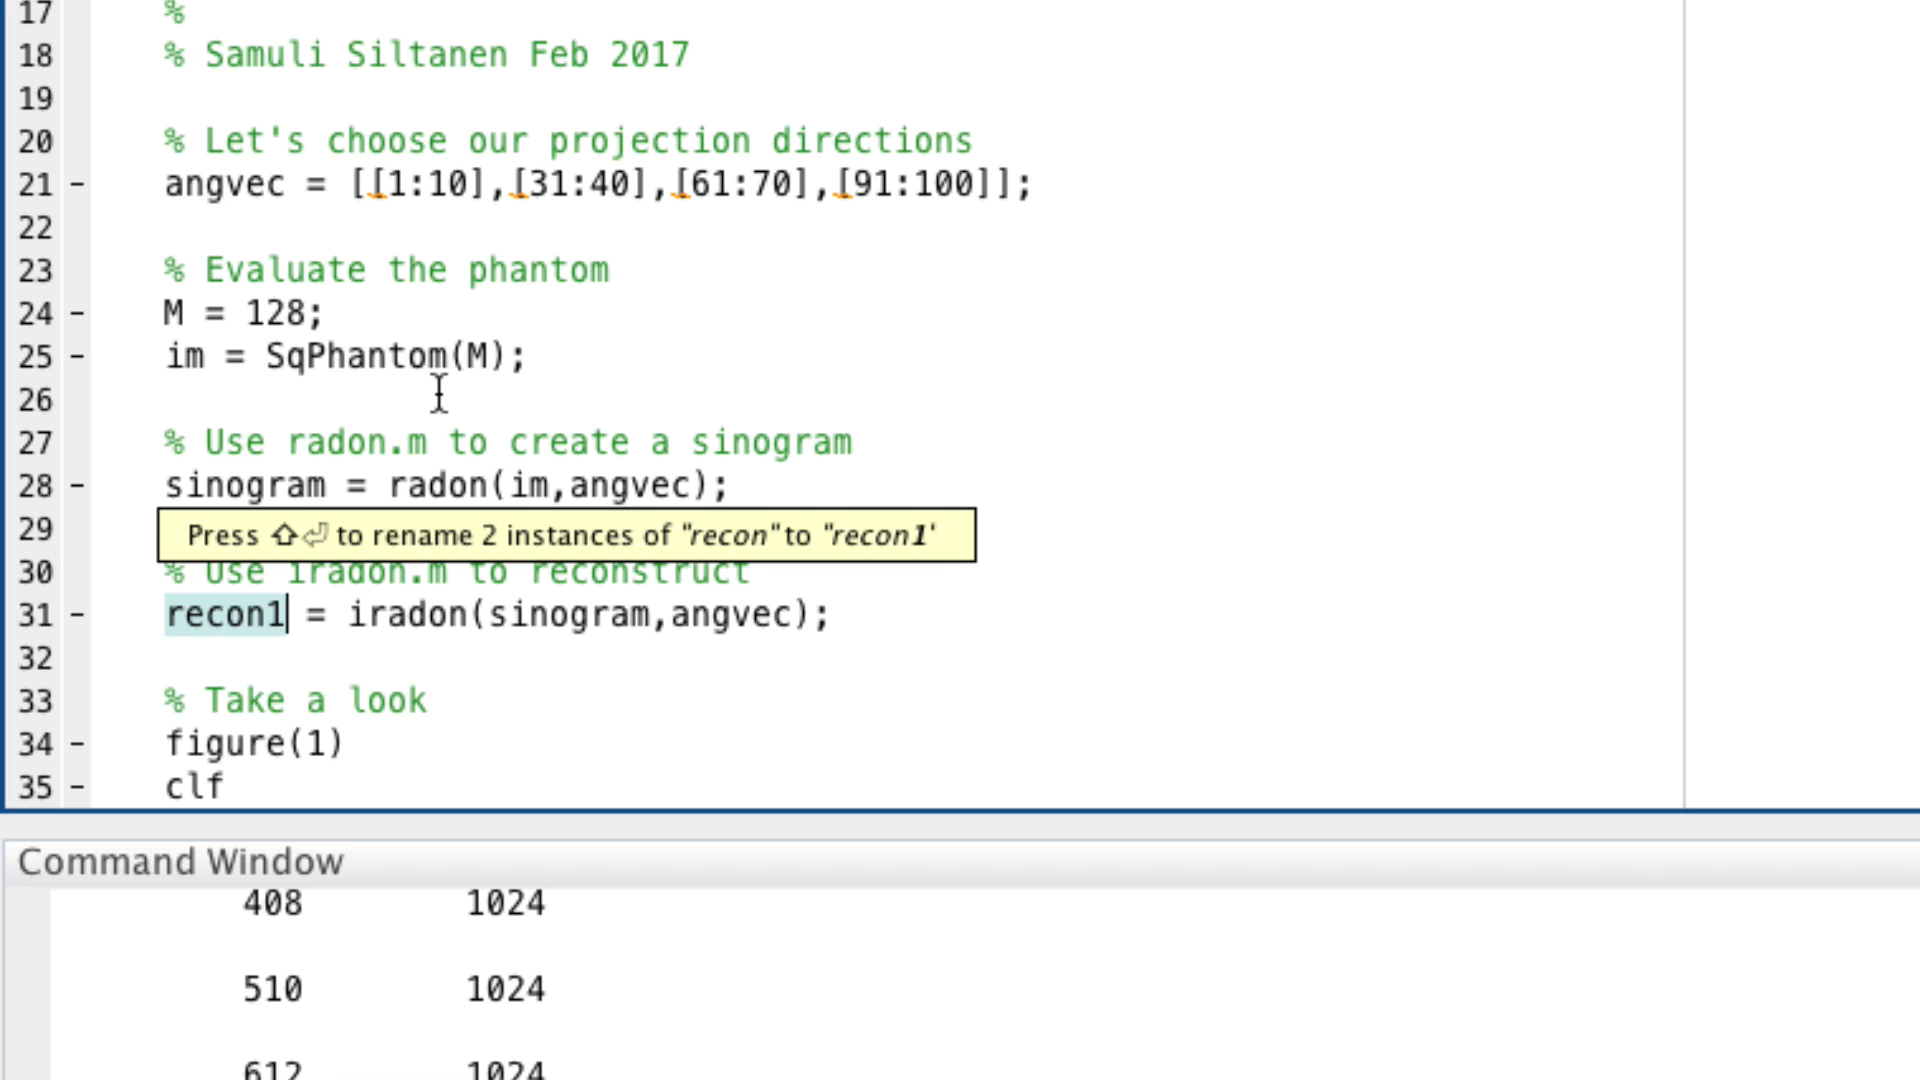 17 %
18 % Samuli Siltanen Feb 2017
19
20 % Let's choose our projection directions
21 - angvec = [[1:10],[31:40],[61:70],[91:100]];
22
23 % Evaluate the phantom
24 - M = 128;
25 - im = SqPhantom(M);
26
27 % Use radon.m to create a sinogram
28 - sinogram = radon(im,angvec);
29 Press ⇧⏎ to rename 2 instances of "recon" to "recon1'
30 % Use iradon.m to reconstruct
31 - recon1 = iradon(sinogram,angvec);
32
33 % Take a look
34 - figure(1)
35 - clf
Command Window
408 1024
510 1024
612 1024